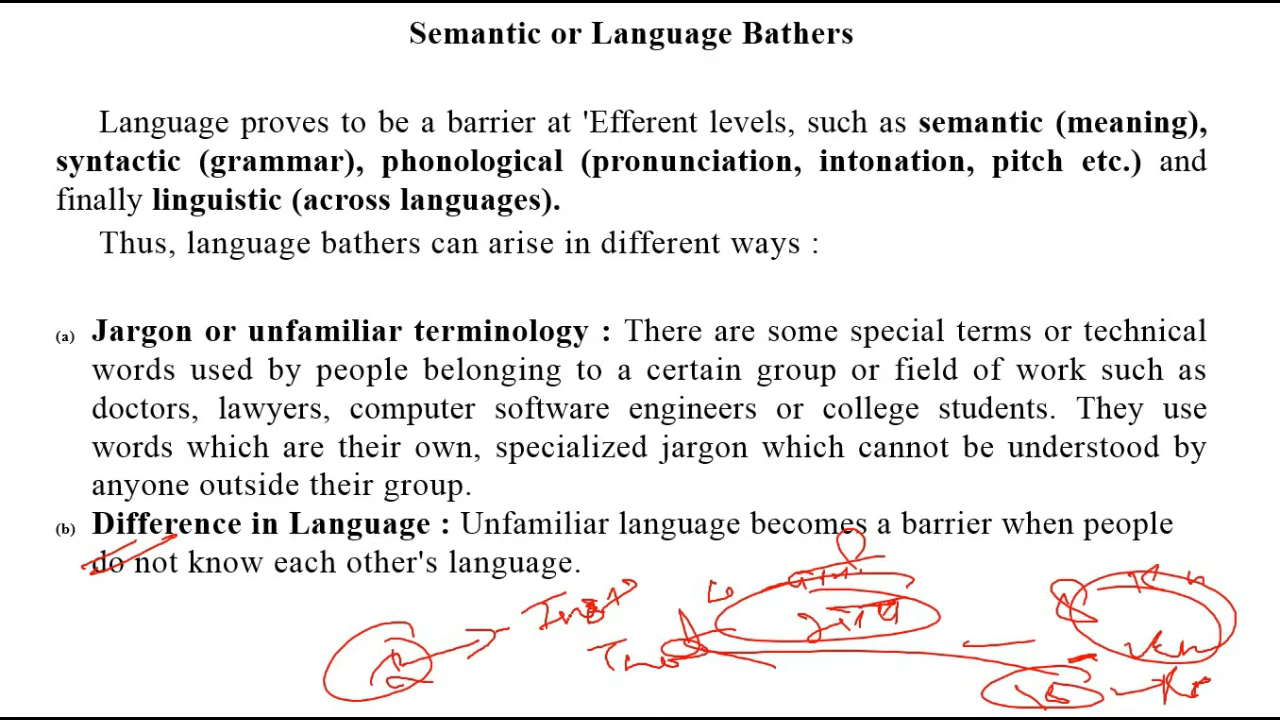 Semantic or Language Bathers
Language proves to be a barrier at 'Efferent levels, such as semantic (meaning),
syntactic (grammar), phonological (pronunciation, intonation, pitch etc.) and
finally linguistic (across languages).
Thus, language bathers can arise in different ways :
(a) Jargon or unfamiliar terminology : There are some special terms or technical
words used by people belonging to a certain group or field of work such as
doctors, lawyers, computer software engineers or college students. They use
words which are their own, specialized jargon which cannot be understood by
anyone outside their group.
(b) Difference in Language : Unfamiliar language becomes a barrier when people
do not know each other's language.